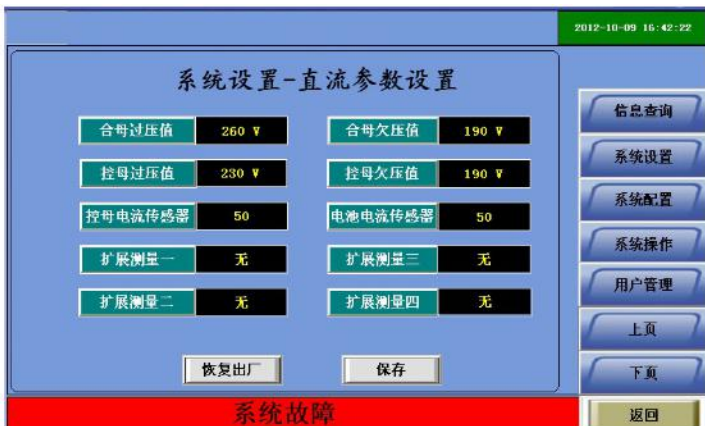 2012-10-09 16:42:22
系统设置-直流参数设置
合母过压值 260 V 合母欠压值 190 V
控母过压值 230 V 控母欠压值 190 V
控母电流传感器 50 电池电流传感器 50
扩展测量一 无 扩展测量三 无
扩展测量二 无 扩展测量四 无
恢复出厂 保存
系统故障
信息查询
系统设置
系统配置
系统操作
用户管理
上页
下页
返回